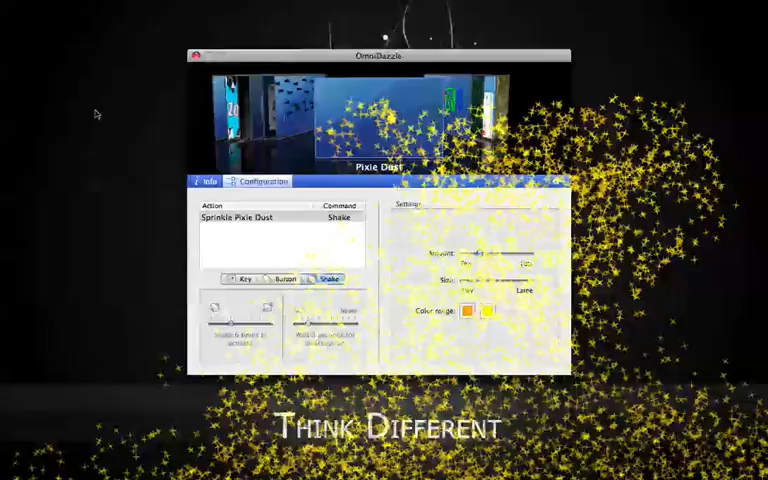 OmniDazzle
Pixie Dust
Info Configuration
Action Command
Sprinkle Pixie Dust Shake
Key Button Shake
Settings
Amount:
Few Lots
Size:
Large
Color range:
THINK DIFFERENT